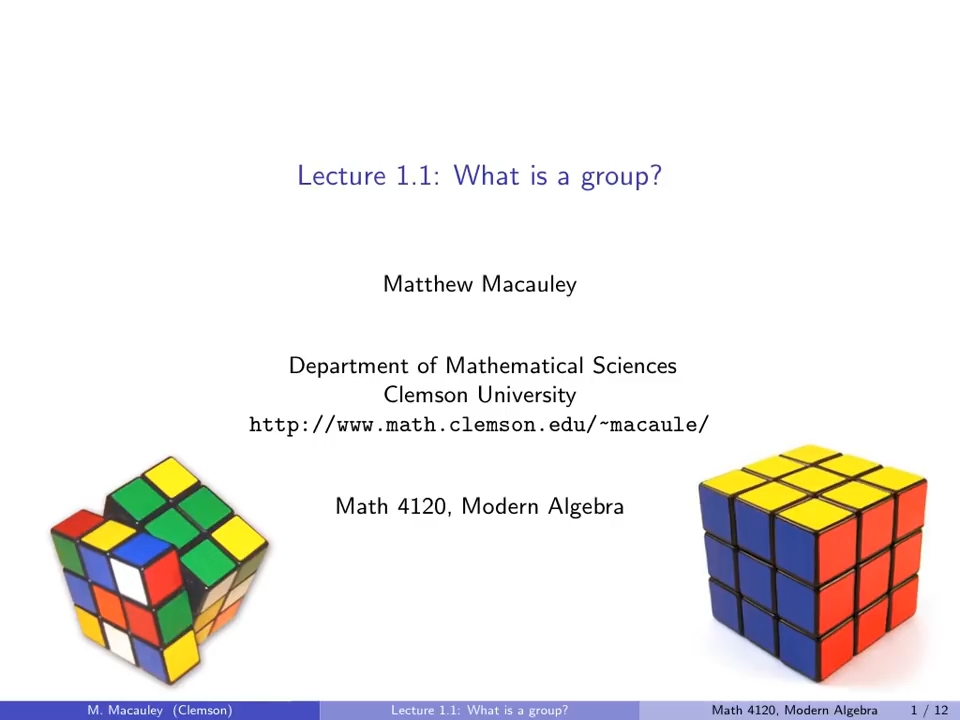 Lecture 1.1: What is a group?
Matthew Macauley
Department of Mathematical Sciences
Clemson University
http://www.math.clemson.edu/~macaule/
Math 4120, Modern Algebra
M. Macauley (Clemson) Lecture 1.1: What is a group? Math 4120, Modern Algebra 1 / 12